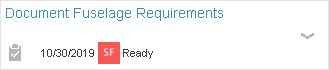 Document Fuselage Requirements
10/30/2019 SF Ready